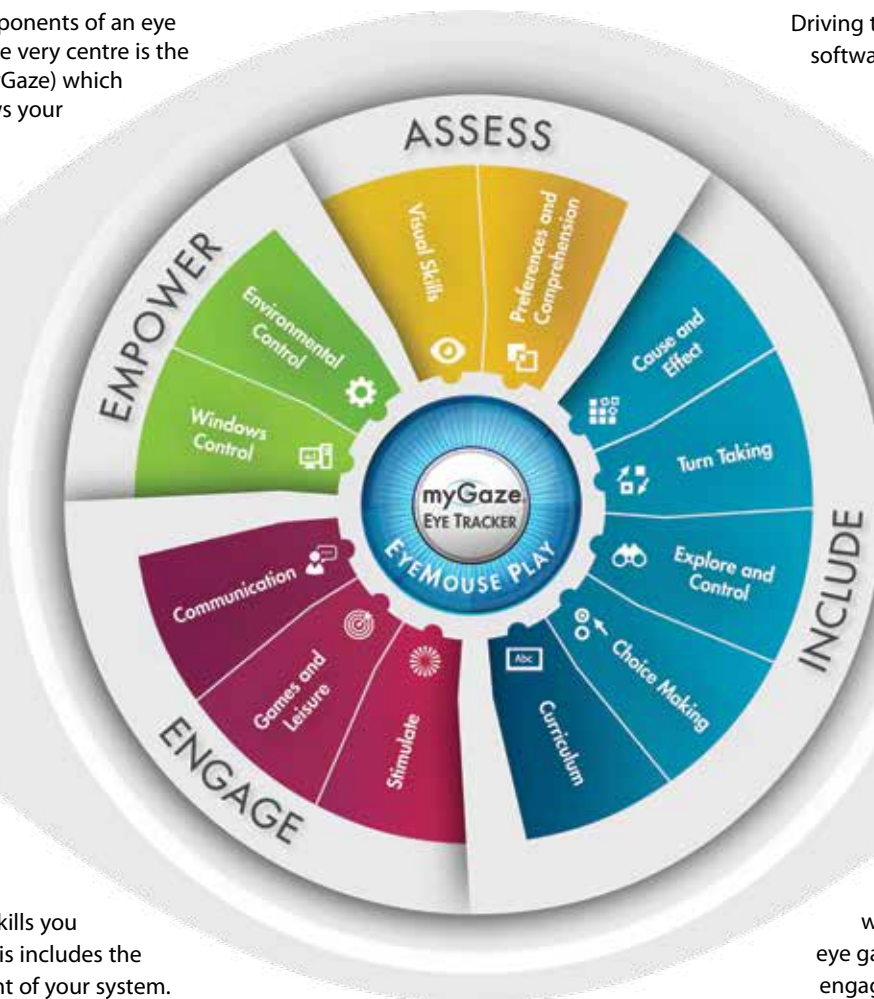 ponents of an eye
e very centre is the
Gaze) which
s your
Driving t
softwa
ASSESS
Visual Skills
Preferences and
Comprehension
EMPOWER
Environmental
Control
Windows
Control
INCLUDE
Cause and
Effect
Turn Taking
Explore and
Control
Choice Making
Curriculum
Abc
myGaze
EYE TRACKER
EYEMOUSE PLAY
ENGAGE
Communication
Games and
Leisure
Stimulate
kills you
is includes the
nt of your system.
w
eye ga
engag